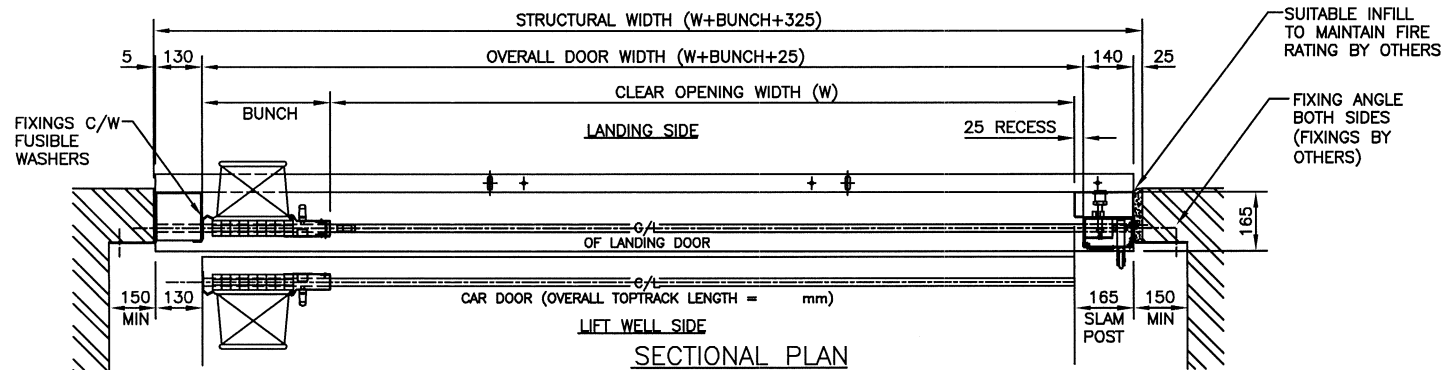 STRUCTURAL WIDTH (W+BUNCH+325)
SUITABLE INFILL
TO MAINTAIN FIRE
RATING BY OTHERS
5
130
OVERALL DOOR WIDTH (W+BUNCH+25)
140
25
CLEAR OPENING WIDTH (W)
BUNCH
FIXINGS C/W
FUSIBLE
WASHERS
LANDING SIDE
25 RECESS
FIXING ANGLE
BOTH SIDES
(FIXINGS BY
OTHERS)
165
C/L
OF LANDING DOOR
C/L
150
MIN
130
CAR DOOR (OVERALL TOPTRACK LENGTH = mm)
165
SLAM
POST
150
MIN
LIFT WELL SIDE
SECTIONAL PLAN